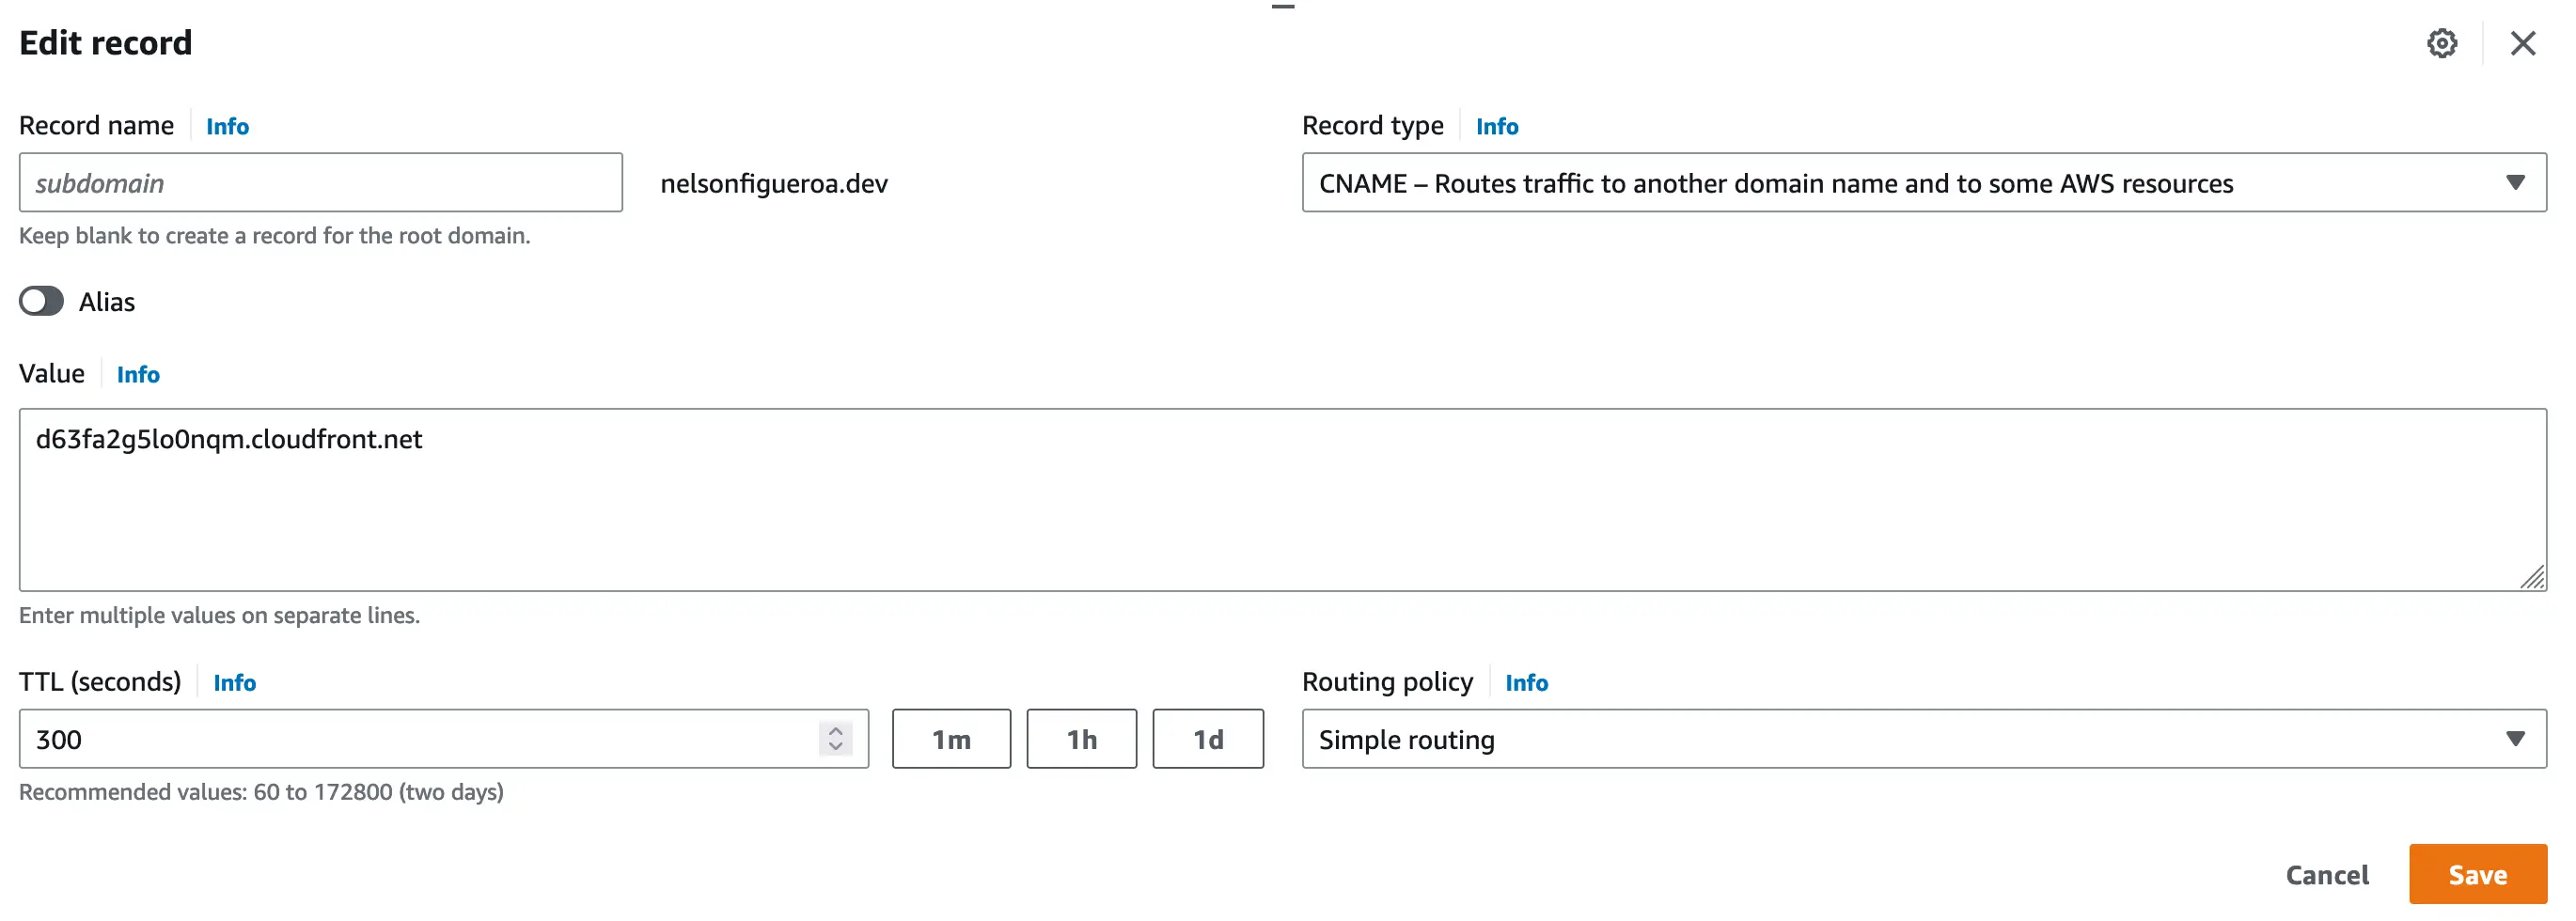 Edit record
Record name Info
Record type Info
subdomain
nelsonfigueroa.dev
CNAME – Routes traffic to another domain name and to some AWS resources
Keep blank to create a record for the root domain.
Alias
Value Info
d63fa2g5lo0nqm.cloudfront.net
Enter multiple values on separate lines.
TTL (seconds) Info
Routing policy Info
300
1m
1h
1d
Simple routing
Recommended values: 60 to 172800 (two days)
Cancel
Save